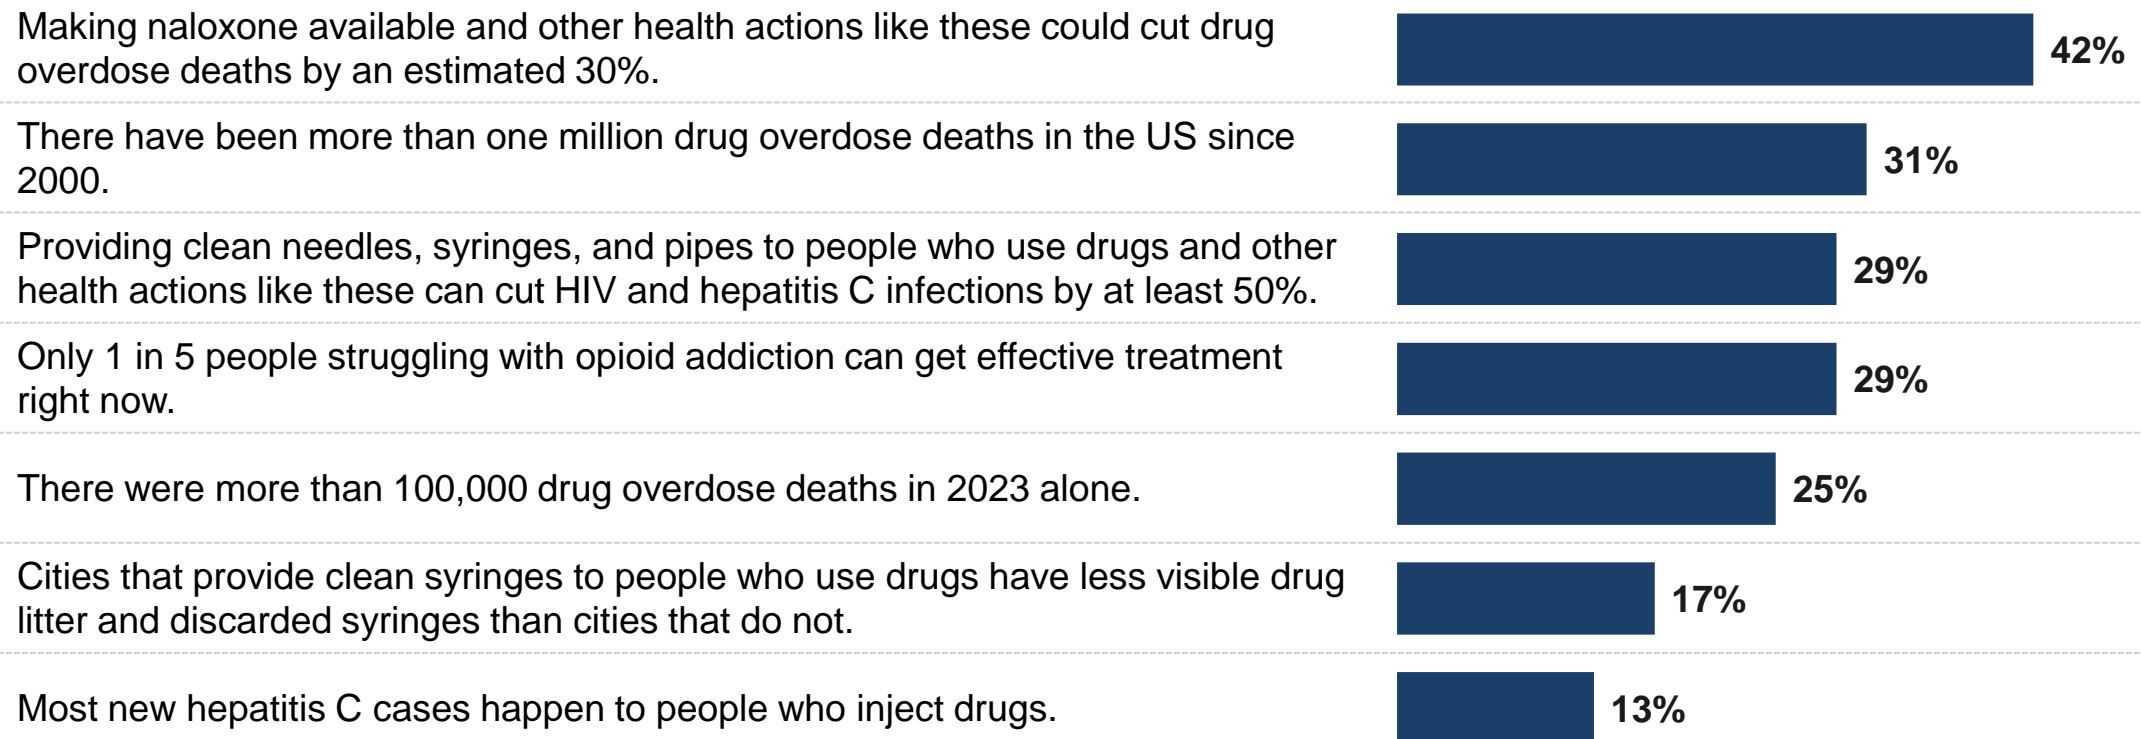 Making naloxone available and other health actions like these could cut drug
overdose deaths by an estimated 30%.
42%
There have been more than one million drug overdose deaths in the US since
2000.
31%
Providing clean needles, syringes, and pipes to people who use drugs and other
health actions like these can cut HIV and hepatitis C infections by at least 50%.
29%
Only 1 in 5 people struggling with opioid addiction can get effective treatment
right now.
29%
There were more than 100,000 drug overdose deaths in 2023 alone.
25%
Cities that provide clean syringes to people who use drugs have less visible drug
litter and discarded syringes than cities that do not.
17%
Most new hepatitis C cases happen to people who inject drugs.
13%